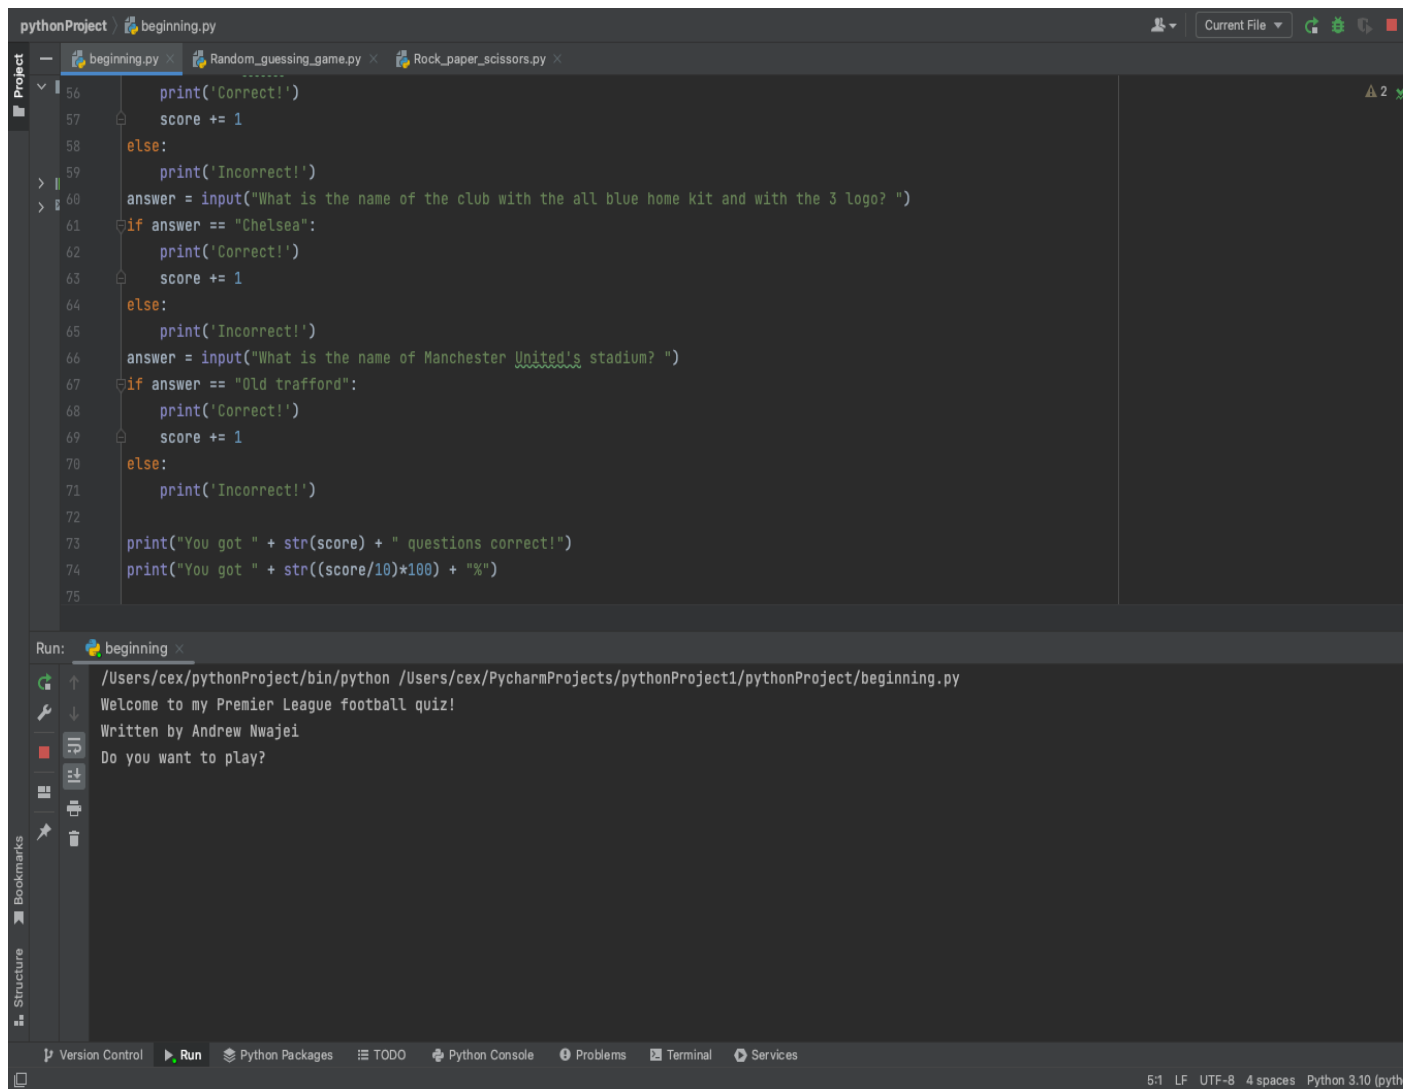 pythonProject beginning.py
Current File
Project
beginning.py Random_guessing_game.py Rock_paper_scissors.py
2
56 print('Correct!')
57 score += 1
58 else:
59 print('Incorrect!')
60 answer = input("What is the name of the club with the all blue home kit and with the 3 logo? ")
61 if answer == "Chelsea":
62 print('Correct!')
63 score += 1
64 else:
65 print('Incorrect!')
66 answer = input("What is the name of Manchester United's stadium? ")
67 if answer == "Old trafford":
68 print('Correct!')
69 score += 1
70 else:
71 print('Incorrect!')
72
73 print("You got " + str(score) + " questions correct!")
74 print("You got " + str((score/10)*100) + "%")
75
Run: beginning
/Users/cex/pythonProject/bin/python /Users/cex/PycharmProjects/pythonProject1/pythonProject/beginning.py
Welcome to my Premier League football quiz!
Written by Andrew Nwajei
Do you want to play?
Bookmarks
Structure
Version Control Run Python Packages TODO Python Console Problems Terminal Services
5:1 LF UTF-8 4 spaces Python 3.10 (pyth